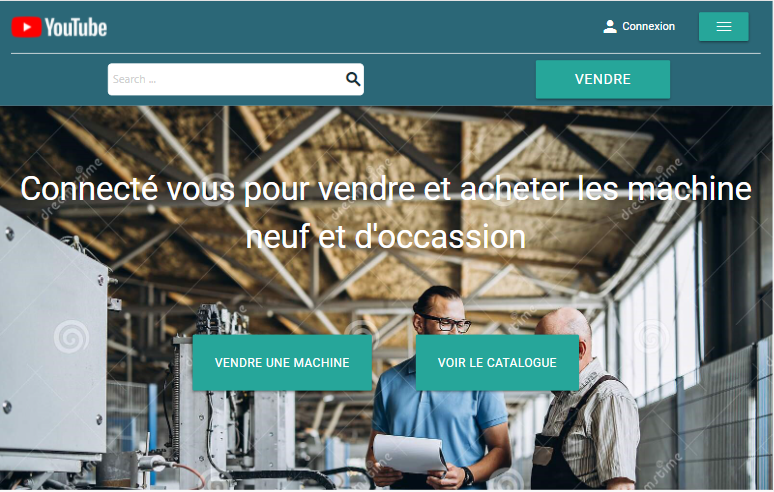 YouTube
Connexion
Search ...
VENDRE
Connecté vous pour vendre et acheter les machine
neuf et d'occassion
VENDRE UNE MACHINE
VOIR LE CATALOGUE